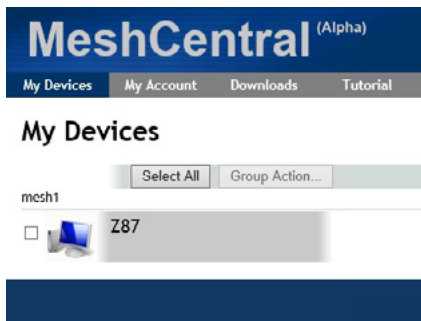 MeshCentral (Alpha)
My Devices My Account Downloads Tutorial
My Devices
Select All Group Action...
mesh1
Z87